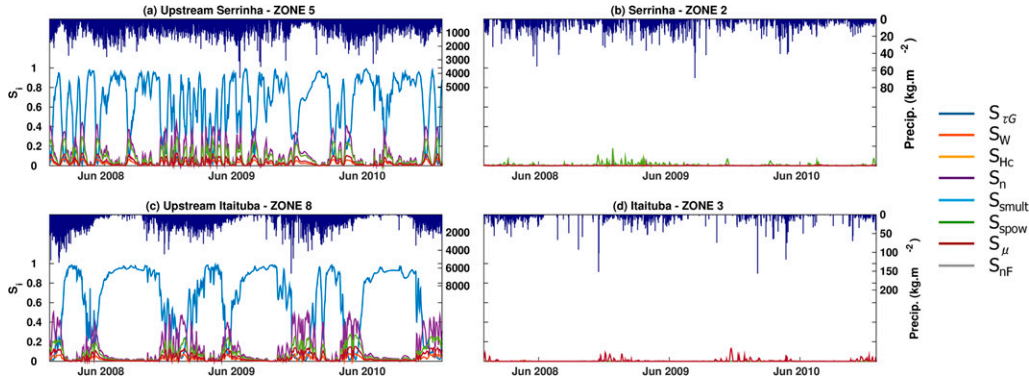 (a) Upstream Serrinha - ZONE 5
(b) Serrinha - ZONE 2
1
0.8
0.6
0.4
0.2
0
S_i
1000
2000
3000
4000
5000
Jun 2008
Jun 2009
Jun 2010
0
20
40
60
80
Precip. (kg.m⁻²)
Jun 2008
Jun 2009
Jun 2010
(c) Upstream Itaituba - ZONE 8
(d) Itaituba - ZONE 3
1
0.8
0.6
0.4
0.2
0
S_i
2000
4000
6000
8000
Jun 2008
Jun 2009
Jun 2010
0
50
100
150
200
Precip. (kg.m⁻²)
Jun 2008
Jun 2009
Jun 2010
S_τG
S_W
S_Hc
S_n
S_smult
S_spow
S_μ
S_nF